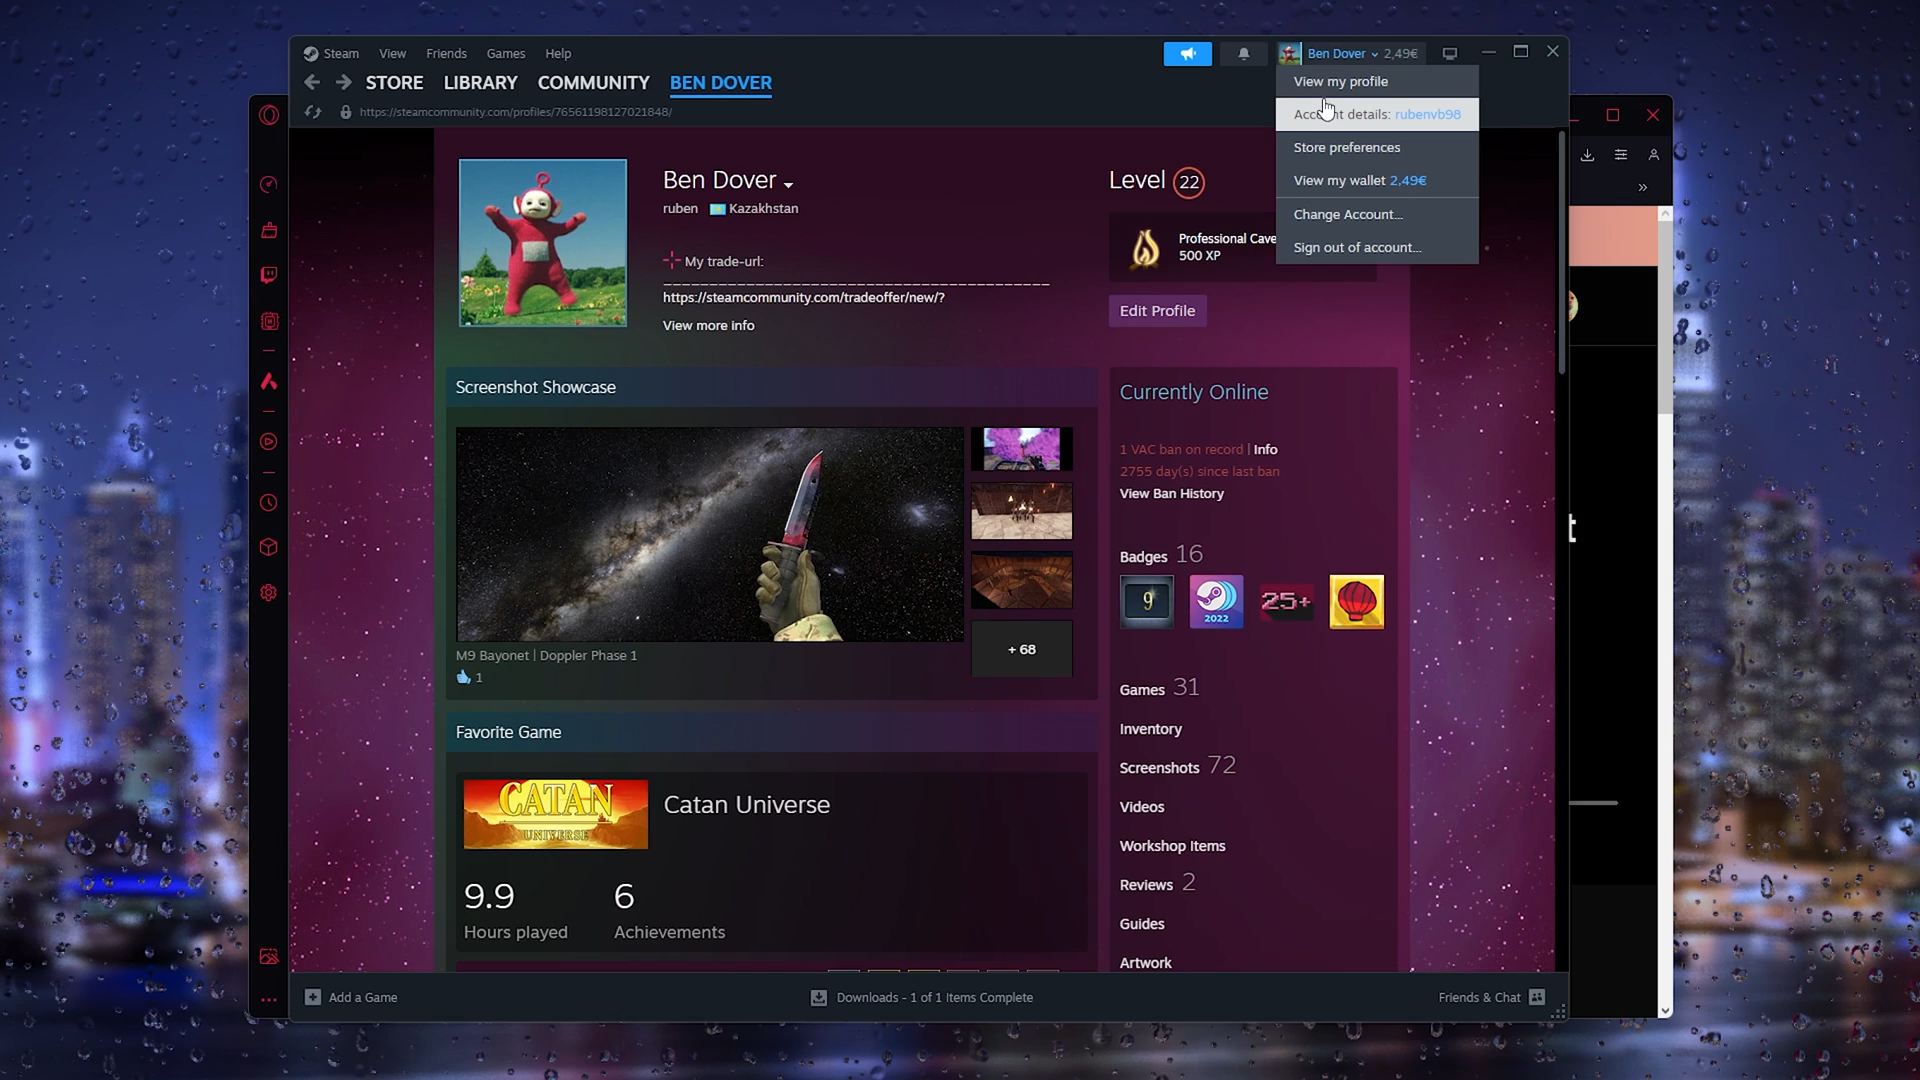 Steam View Friends Games Help
Ben Dover 2,49€
STORE LIBRARY COMMUNITY BEN DOVER
https://steamcommunity.com/profiles/76561198127021848/
View my profile
Account details: rubenvb98
Store preferences
View my wallet 2,49€
Change Account...
Sign out of account...
Ben Dover
ruben Kazakhstan
My trade-url:
https://steamcommunity.com/tradeoffer/new/?
View more info
Level 22
Professional Cave
500 XP
Edit Profile
Screenshot Showcase
+ 68
M9 Bayonet | Doppler Phase 1
1
Favorite Game
CATAN
UNIVERSE
Catan Universe
9.9
Hours played
6
Achievements
Currently Online
1 VAC ban on record | Info
2755 day(s) since last ban
View Ban History
Badges 16
9
2022
25+
Games 31
Inventory
Screenshots 72
Videos
Workshop Items
Reviews 2
Guides
Artwork
t
Add a Game
Downloads - 1 of 1 Items Complete
Friends & Chat